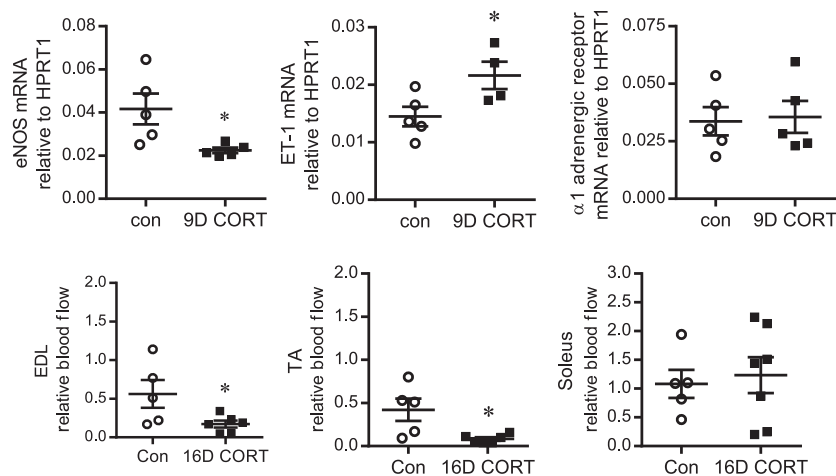 eNOS mRNA
relative to HPRT1
0.08
0.06
0.04
0.02
0.00
*
con
9D CORT
ET-1 mRNA
relative to HPRT1
0.03
0.02
0.01
0.00
*
con
9D CORT
α1 adrenergic receptor
mRNA relative to HPRT1
0.075
0.050
0.025
0.000
con
9D CORT
EDL
relative blood flow
2.0
1.5
1.0
0.5
0.0
*
Con
16D CORT
TA
relative blood flow
2.0
1.5
1.0
0.5
0.0
*
Con
16D CORT
Soleus
relative blood flow
3.0
2.5
2.0
1.5
1.0
0.5
0.0
Con
16D CORT